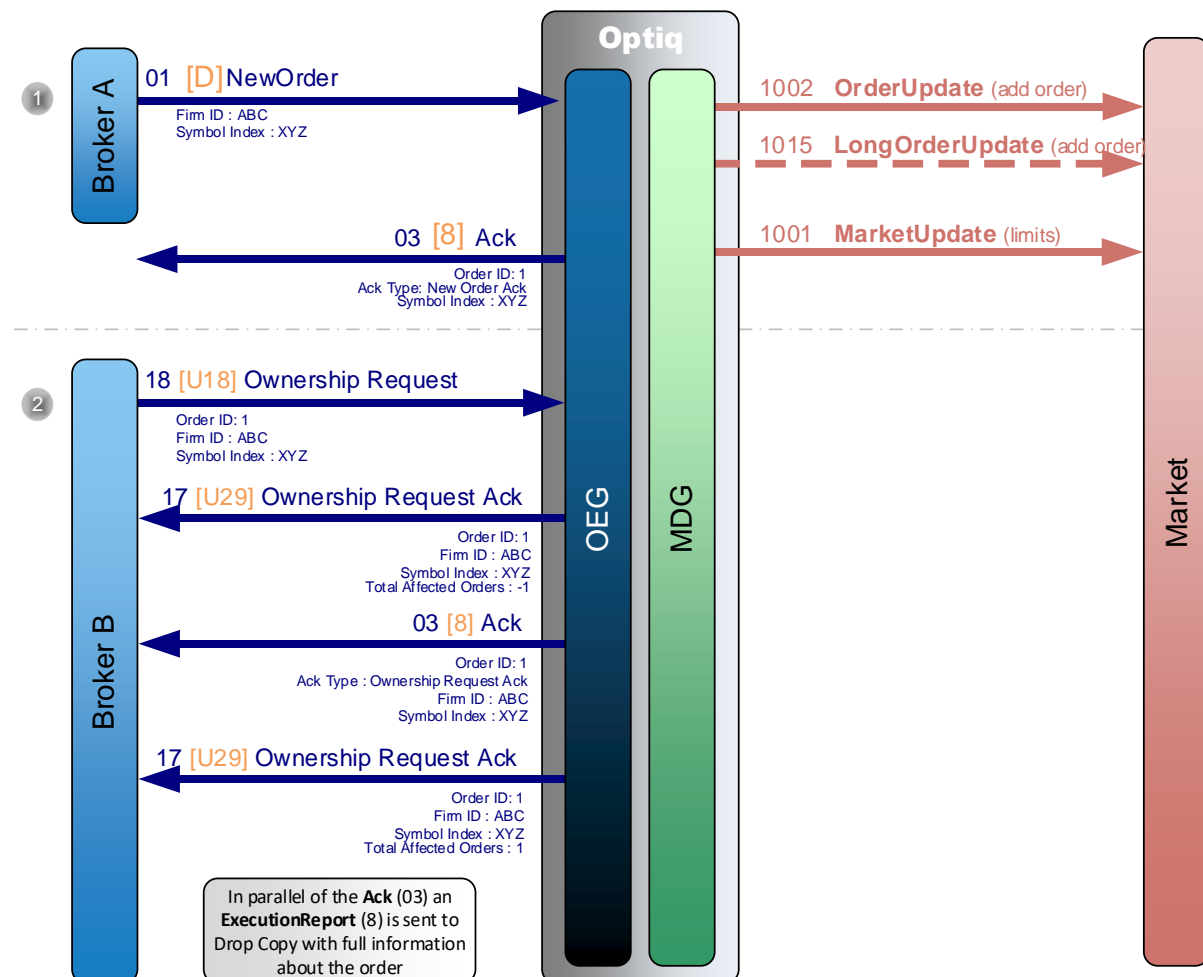 Optiq
1
Broker A
01 [D] NewOrder
Firm ID : ABC
Symbol Index : XYZ
1002 OrderUpdate (add order)
1015 LongOrderUpdate (add order)
03 [8] Ack
Order ID: 1
Ack Type: New Order Ack
Symbol Index : XYZ
1001 MarketUpdate (limits)
2
Broker B
18 [U18] Ownership Request
Order ID: 1
Firm ID : ABC
Symbol Index : XYZ
OEG
MDG
Market
17 [U29] Ownership Request Ack
Order ID: 1
Firm ID : ABC
Symbol Index : XYZ
Total Affected Orders : -1
03 [8] Ack
Order ID: 1
Ack Type : Ownership Request Ack
Firm ID : ABC
Symbol Index : XYZ
17 [U29] Ownership Request Ack
Order ID: 1
Firm ID : ABC
Symbol Index : XYZ
Total Affected Orders : 1
In parallel of the Ack (03) an
ExecutionReport (8) is sent to
Drop Copy with full information
about the order